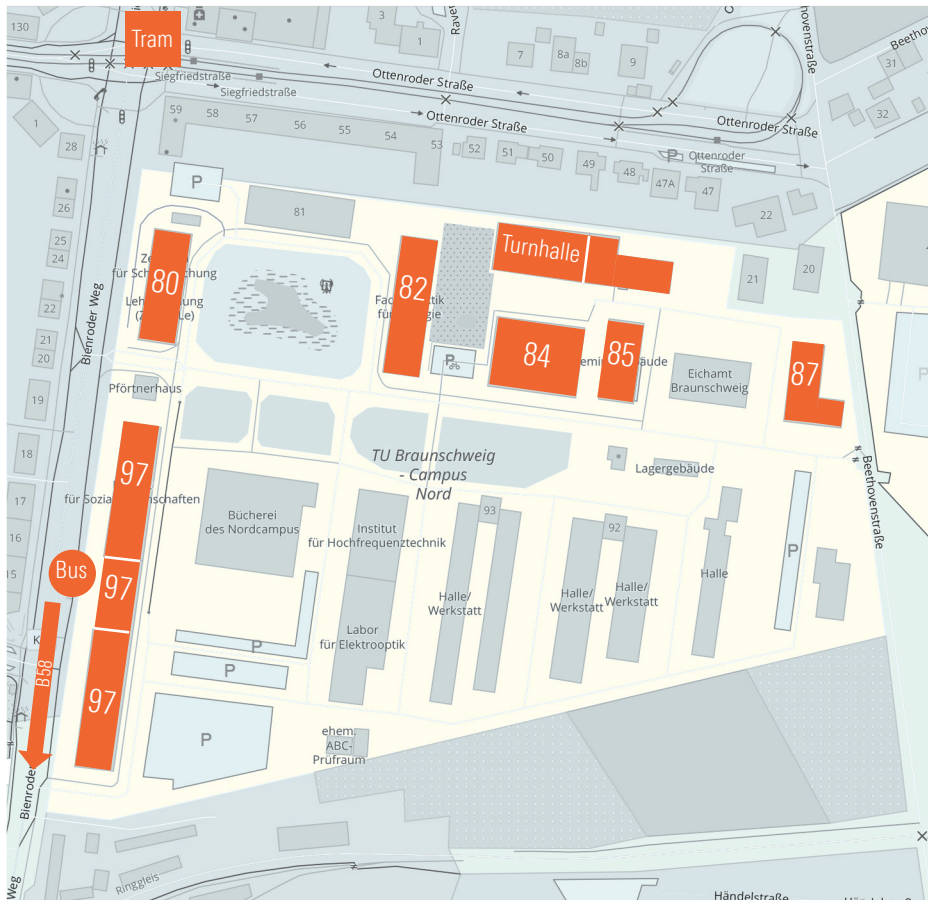 130
Tram
3
1
7
8a
8b
9
31
32
Siegfriedstraße
Siegfriedstraße
Ottenroder Straße
Ottenroder Straße
Ottenroder Straße
Ottenroder
Straße
P
1
28
59
58
57
56
55
54
53
52
51
50
49
48
47A
47
22
26
25
24
22
21
20
19
18
17
16
15
P
81
80
82
Turnhalle
84
85
87
21
20
P
P
Eichamt
Braunschweig
Bienroder Weg
Pförtnerhaus
TU Braunschweig
- Campus
Nord
Lagergebäude
Beethovenstraße
97
97
97
Bus
B58
Bücherei
des Nordcampus
Institut
für Hochfrequenztechnik
93
92
Halle/
Werkstatt
Halle/
Werkstatt
Halle/
Werkstatt
Halle
P
Labor
für Elektrooptik
P
P
P
ehem.
ABC-
Prüfraum
Bienroder
Weg
Ringgleis
Händelstraße